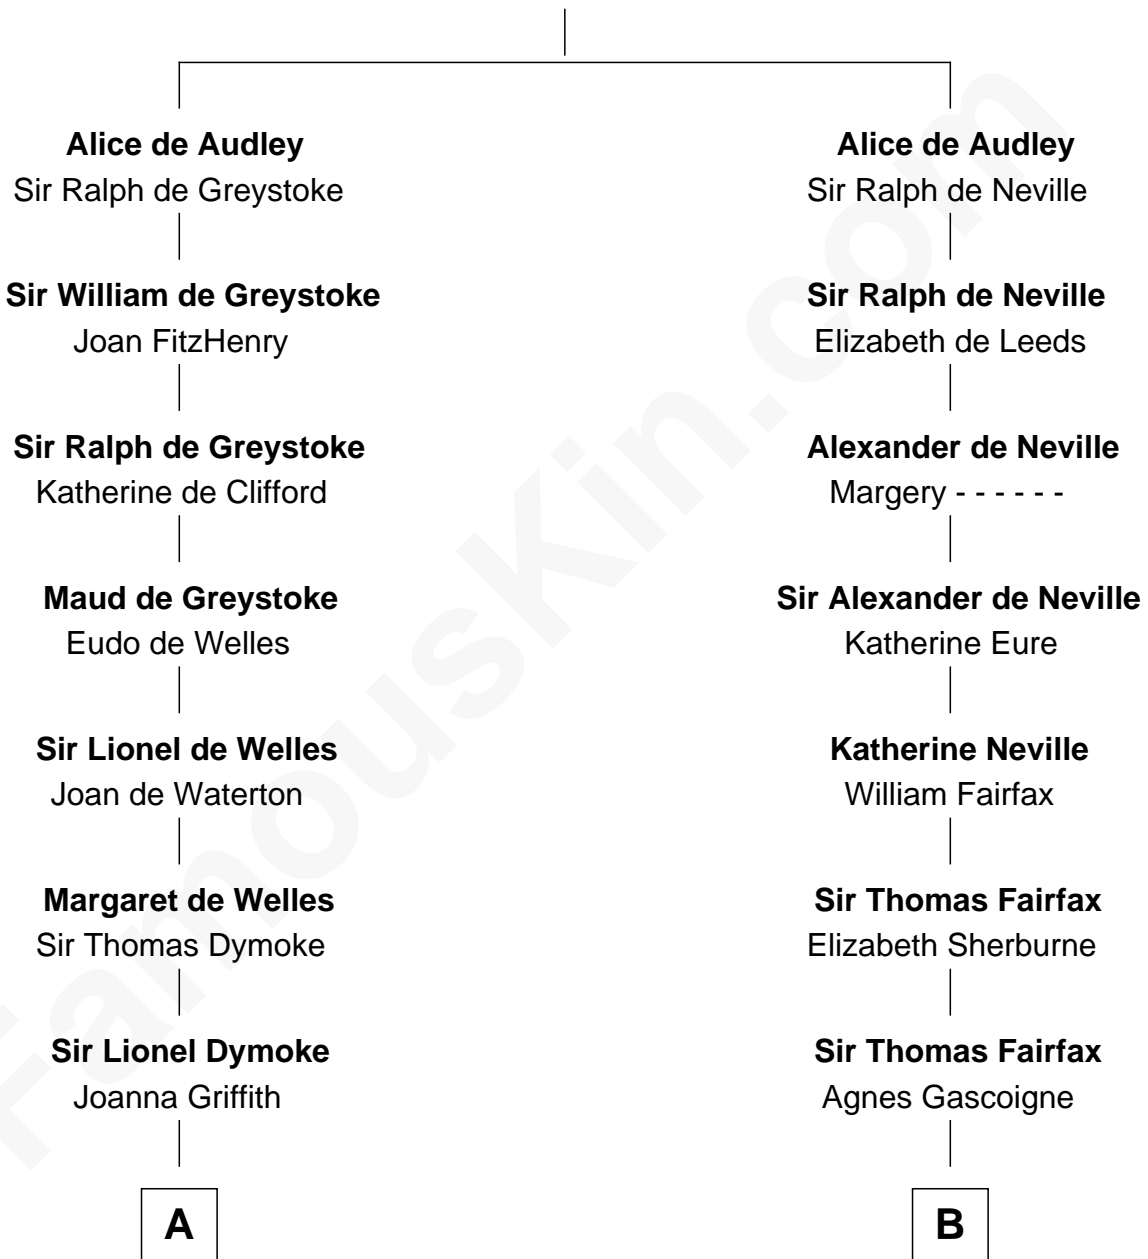 Alice de Audley
Sir Ralph de Greystoke
Sir William de Greystoke
Joan FitzHenry
Sir Ralph de Greystoke
Katherine de Clifford
Maud de Greystoke
Eudo de Welles
Sir Lionel de Welles
Joan de Waterton
Margaret de Welles
Sir Thomas Dymoke
Sir Lionel Dymoke
Joanna Griffith
A
Alice de Audley
Sir Ralph de Neville
Sir Ralph de Neville
Elizabeth de Leeds
Alexander de Neville
Margery - - - - - -
Sir Alexander de Neville
Katherine Eure
Katherine Neville
William Fairfax
Sir Thomas Fairfax
Elizabeth Sherburne
Sir Thomas Fairfax
Agnes Gascoigne
B
FamousKin.com